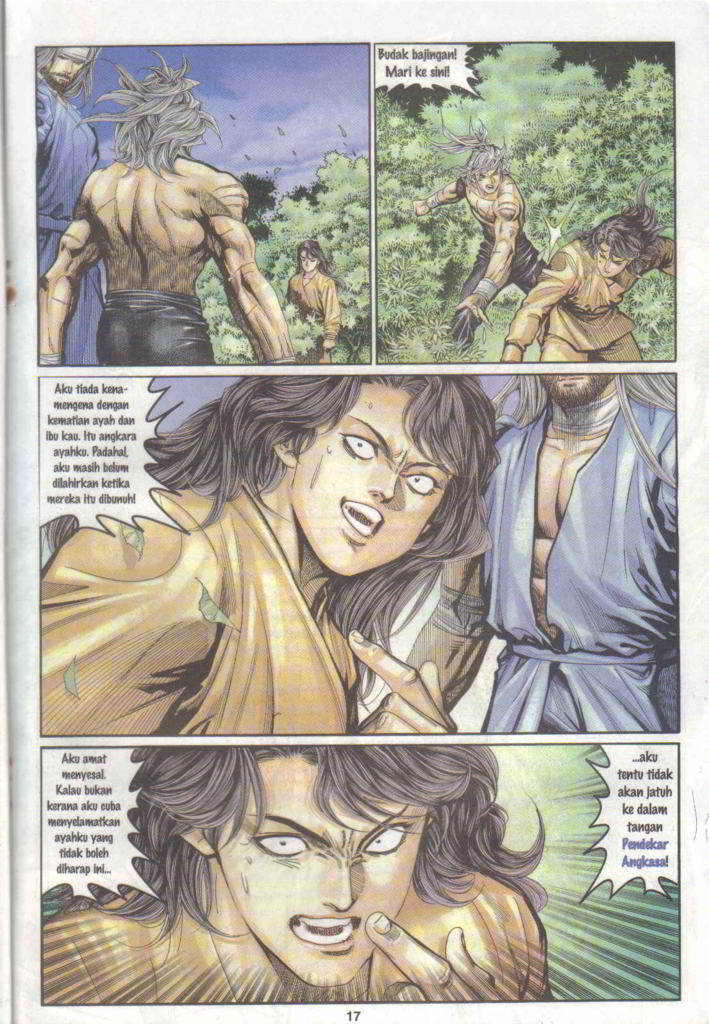 Budak bajingan!
Mari ke sini!
Aku tiada kena-
mengena dengan
kematian ayah dan
ibu kau. Itu angkara
ayahku. Padahal,
aku masih belum
dilahirkan ketika
mereka itu dibunuh!
Aku amat
menyesal.
Kalau bukan
kerana aku cuba
menyelamatkan
ayahku yang
tidak boleh
diharap ini...
...aku
tentu tidak
akan jatuh
ke dalam
tangan
Pendekar
Angkasa!
17